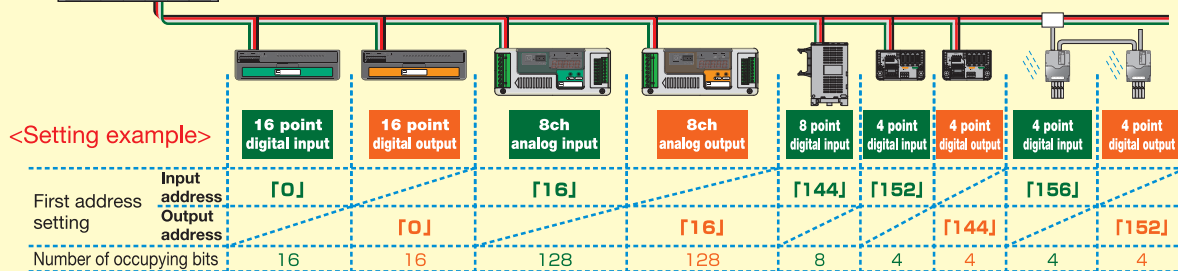 <Setting example>
16 point digital input
16 point digital output
8ch analog input
8ch analog output
8 point digital input
4 point digital input
4 point digital output
4 point digital input
4 point digital output
First address setting
Input address 「0」 「16」 「144」 「152」 「156」
Output address 「0」 「16」 「144」 「152」
Number of occupying bits 16 16 128 128 8 4 4 4 4